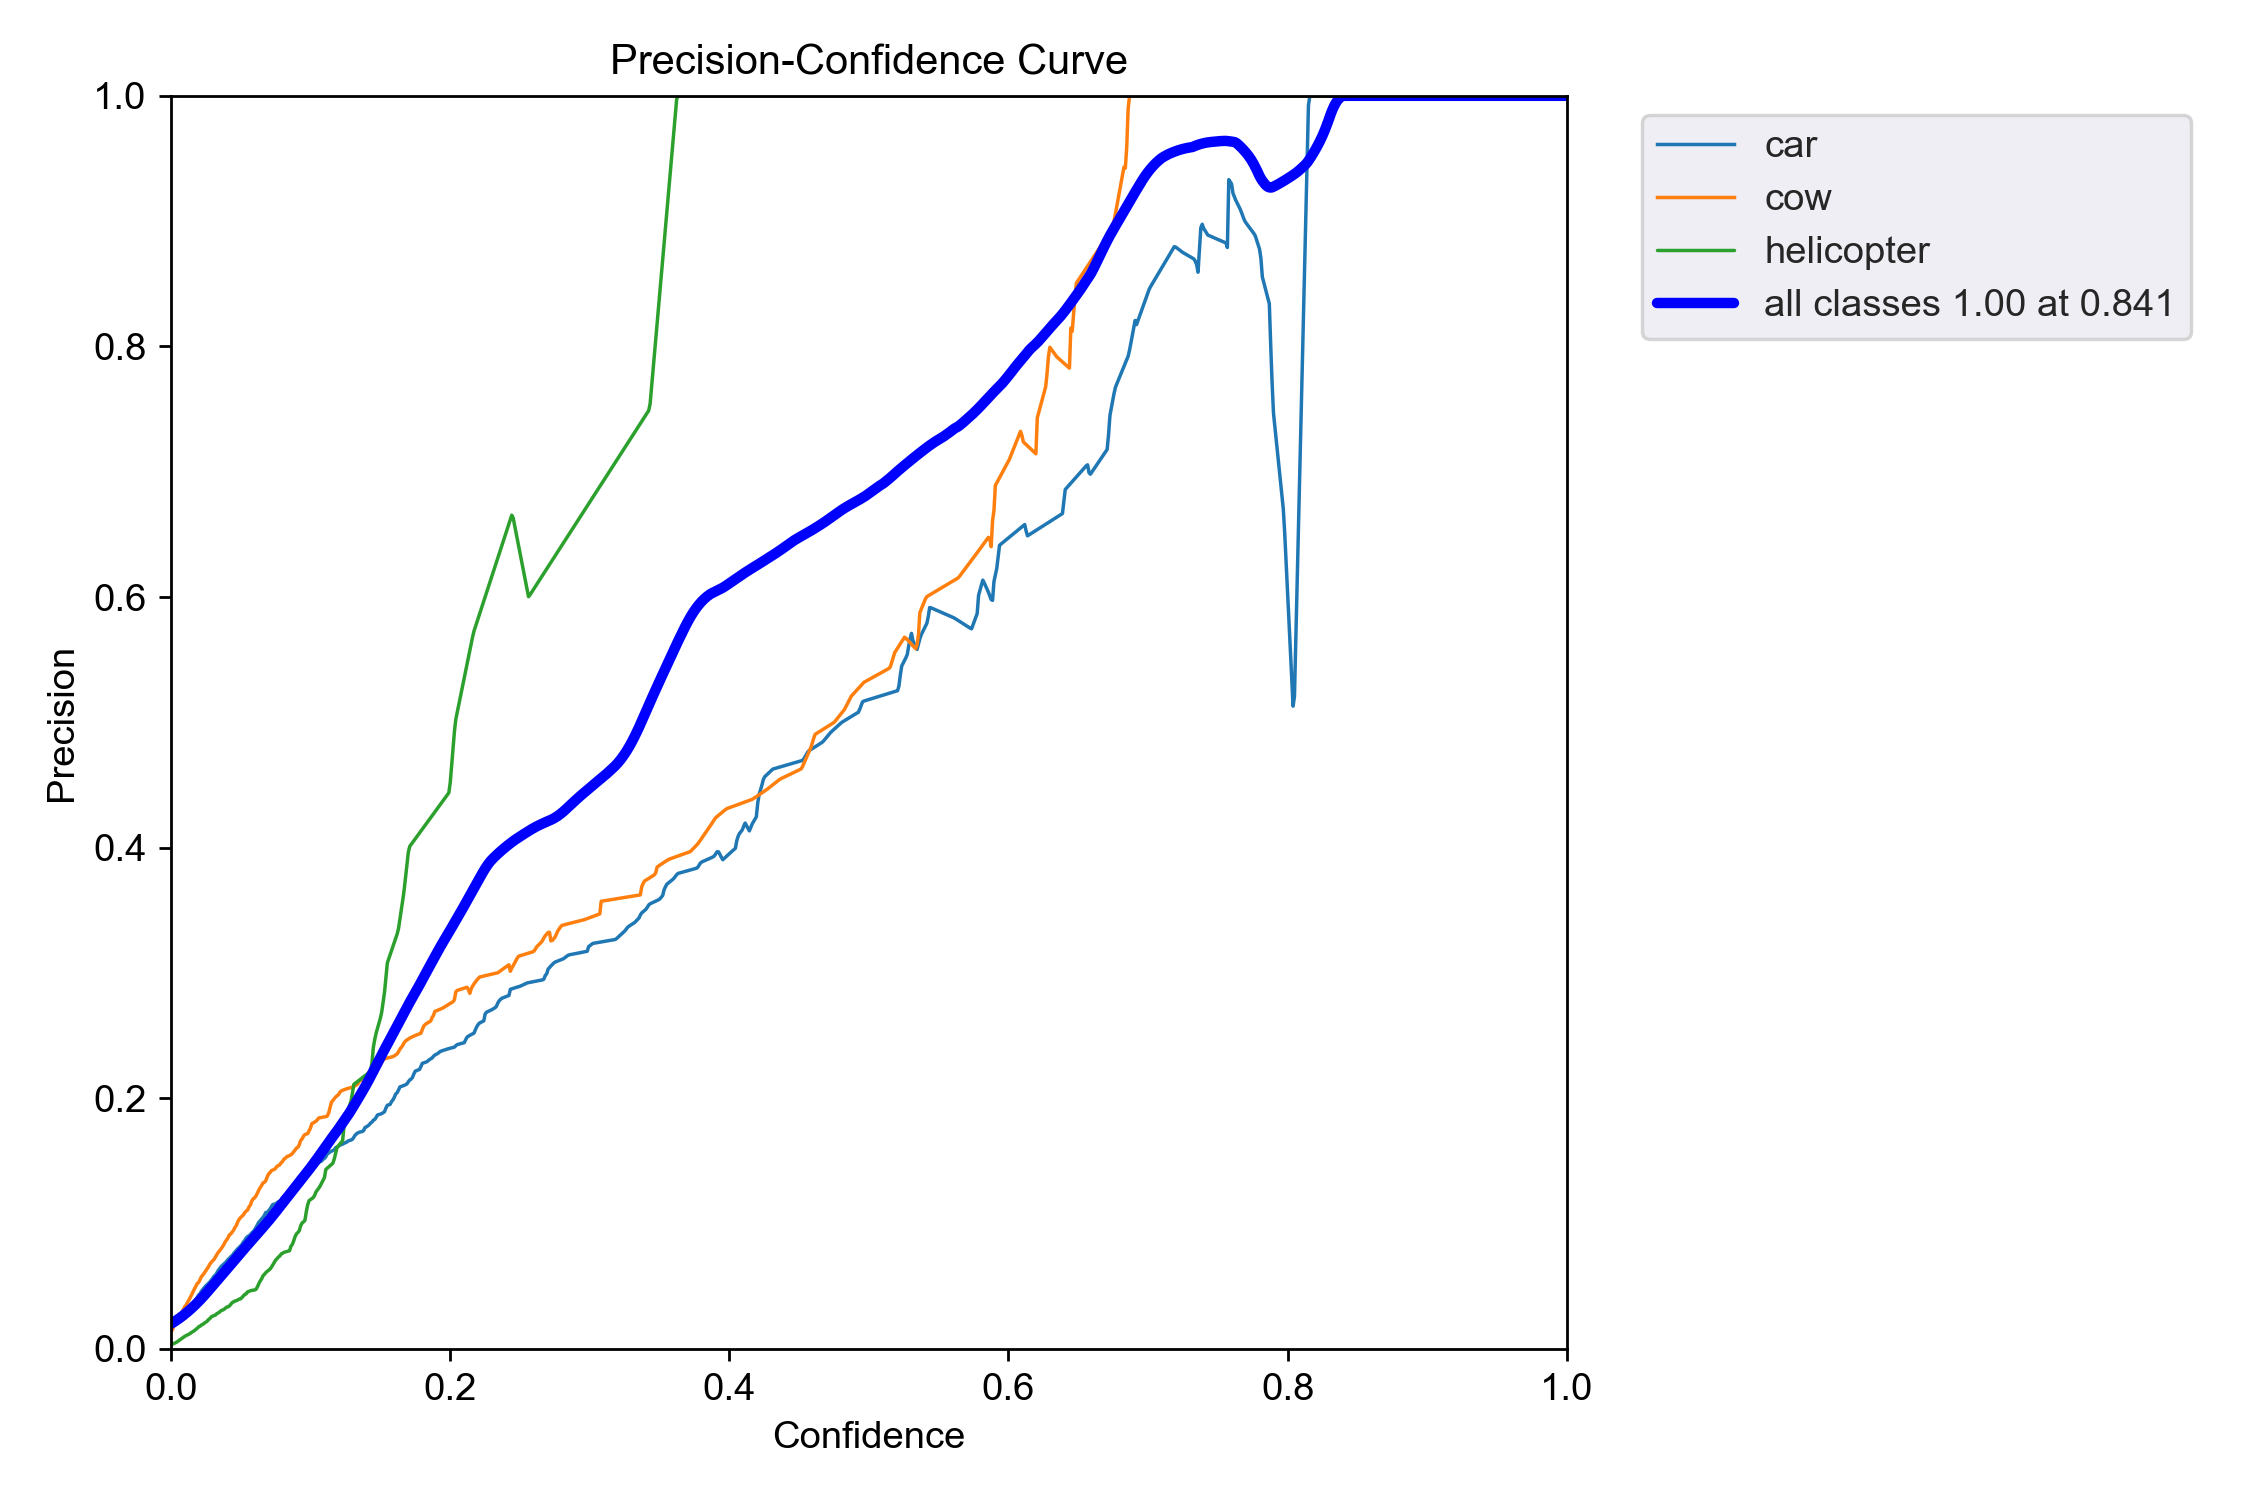 Precision-Confidence Curve
1.0
0.8
0.6
0.4
0.2
0.0
Precision
0.0 0.2 0.4 0.6 0.8 1.0
Confidence
car
cow
helicopter
all classes 1.00 at 0.841